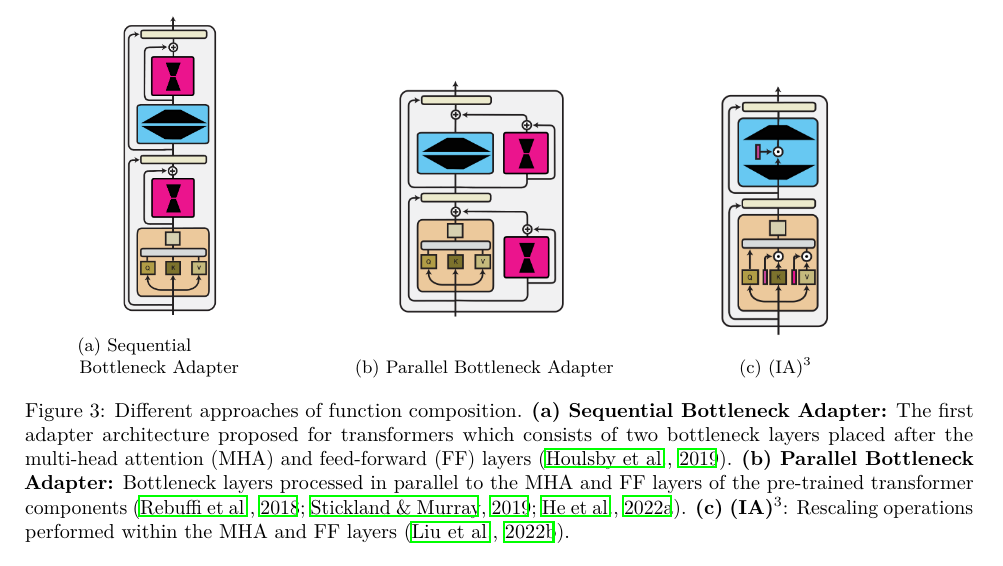 Q K V
Q K V
Q K V
(a) Sequential
Bottleneck Adapter
(b) Parallel Bottleneck Adapter
(c) (IA)³
Figure 3: Different approaches of function composition. (a) Sequential Bottleneck Adapter: The first
adapter architecture proposed for transformers which consists of two bottleneck layers placed after the
multi-head attention (MHA) and feed-forward (FF) layers (Houlsby et al., 2019). (b) Parallel Bottleneck
Adapter: Bottleneck layers processed in parallel to the MHA and FF layers of the pre-trained transformer
components (Rebuffi et al., 2018; Stickland & Murray, 2019; He et al., 2022a). (c) (IA)³: Rescaling operations
performed within the MHA and FF layers (Liu et al., 2022b).